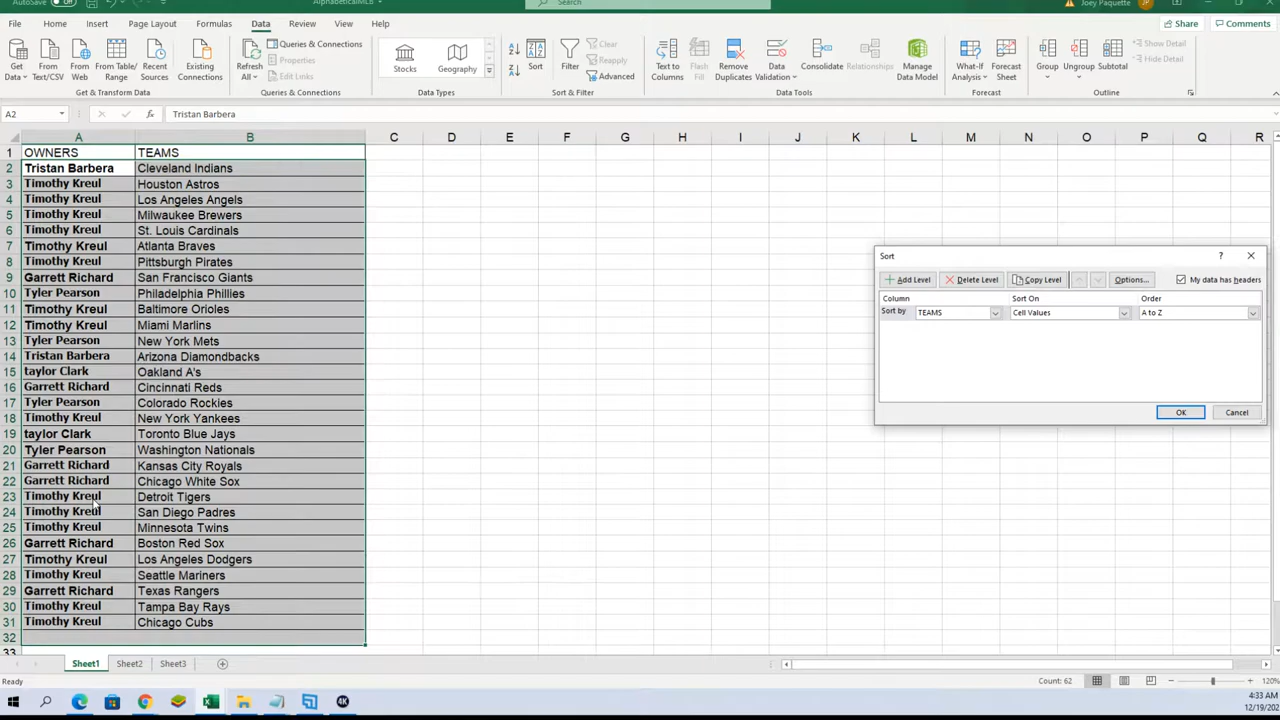 AutoSave Off AlphabeticalMLB Search Joey Paquette JP
File Home Insert Page Layout Formulas Data Review View Help Share Comments
Get Data From Text/CSV From Web From Table/Range Recent Sources Existing Connections
Get & Transform Data
Refresh All Queries & Connections Properties Edit Links
Queries & Connections
Stocks Geography
Data Types
Sort Filter Clear Reapply Advanced
Sort & Filter
Text to Columns Flash Fill Remove Duplicates Data Validation Consolidate Relationships Manage Data Model
Data Tools
What-If Analysis Forecast Sheet
Forecast
Group Ungroup Subtotal Show Detail Hide Detail
Outline
A2 fx Tristan Barbera
A B C D E F G H I J K L M N O P Q R
1 OWNERS TEAMS
2 Tristan Barbera Cleveland Indians
3 Timothy Kreul Houston Astros
4 Timothy Kreul Los Angeles Angels
5 Timothy Kreul Milwaukee Brewers
6 Timothy Kreul St. Louis Cardinals
7 Timothy Kreul Atlanta Braves
8 Timothy Kreul Pittsburgh Pirates
9 Garrett Richard San Francisco Giants
10 Tyler Pearson Philadelphia Phillies
11 Timothy Kreul Baltimore Orioles
12 Timothy Kreul Miami Marlins
13 Tyler Pearson New York Mets
14 Tristan Barbera Arizona Diamondbacks
15 taylor Clark Oakland A's
16 Garrett Richard Cincinnati Reds
17 Tyler Pearson Colorado Rockies
18 Timothy Kreul New York Yankees
19 taylor Clark Toronto Blue Jays
20 Tyler Pearson Washington Nationals
21 Garrett Richard Kansas City Royals
22 Garrett Richard Chicago White Sox
23 Timothy Kreul Detroit Tigers
24 Timothy Kreul San Diego Padres
25 Timothy Kreul Minnesota Twins
26 Garrett Richard Boston Red Sox
27 Timothy Kreul Los Angeles Dodgers
28 Timothy Kreul Seattle Mariners
29 Garrett Richard Texas Rangers
30 Timothy Kreul Tampa Bay Rays
31 Timothy Kreul Chicago Cubs
32
33
Sort ?
Add Level Delete Level Copy Level Options... My data has headers
Column Sort On Order
Sort by TEAMS Cell Values A to Z
OK Cancel
Sheet1 Sheet2 Sheet3
Ready Count: 62 120%
4K 4:33 AM
12/19/202